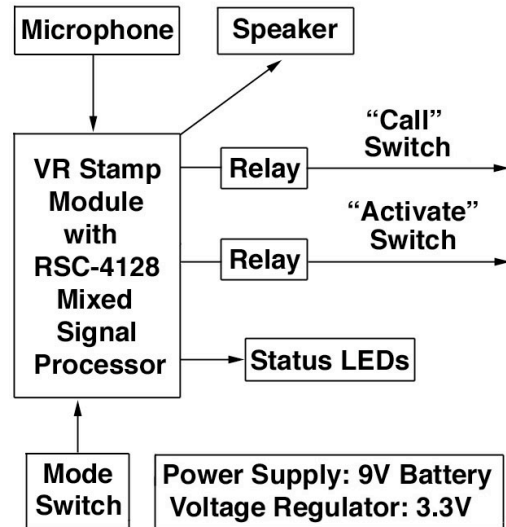 Microphone
Speaker
VR Stamp
Module
with
RSC-4128
Mixed
Signal
Processor
Relay
“Call”
Switch
Relay
“Activate”
Switch
Status LEDs
Mode
Switch
Power Supply: 9V Battery
Voltage Regulator: 3.3V